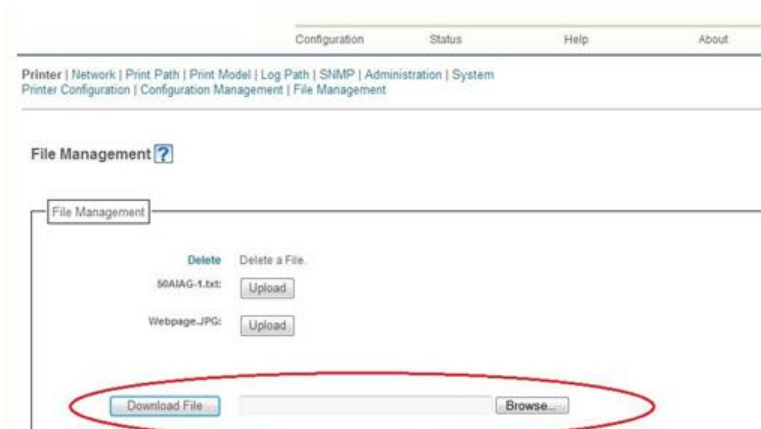 Configuration Status Help About
Printer | Network | Print Path | Print Model | Log Path | SNMP | Administration | System
Printer Configuration | Configuration Management | File Management
File Management ?
File Management
Delete Delete a File.
50AIAG-1.txt: Upload
Webpage.JPG: Upload
Download File Browse...